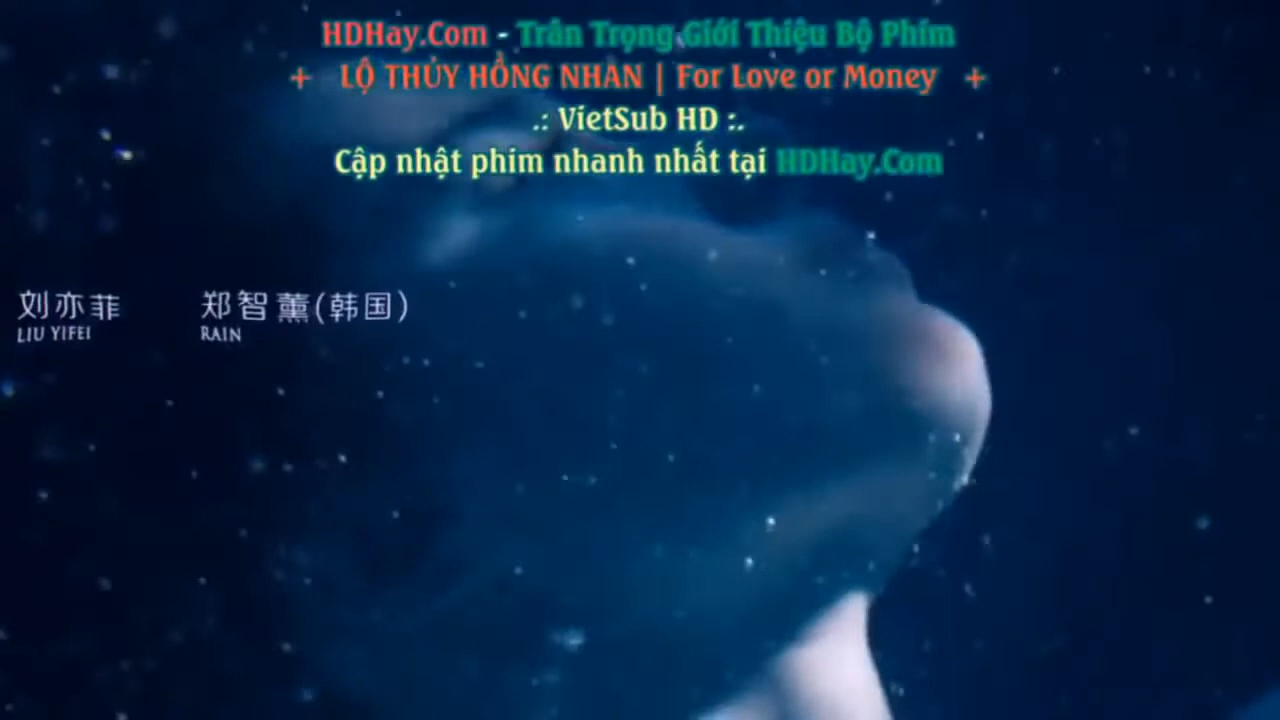 HDHay.Com - Trân Trọng Giới Thiệu Bộ Phim
+ LỘ THỦY HỒNG NHAN | For Love or Money +
.: VietSub HD :.
Cập nhật phim nhanh nhất tại HDHay.Com
刘亦菲 郑智薰(韩国)
LIU YIFEI RAIN